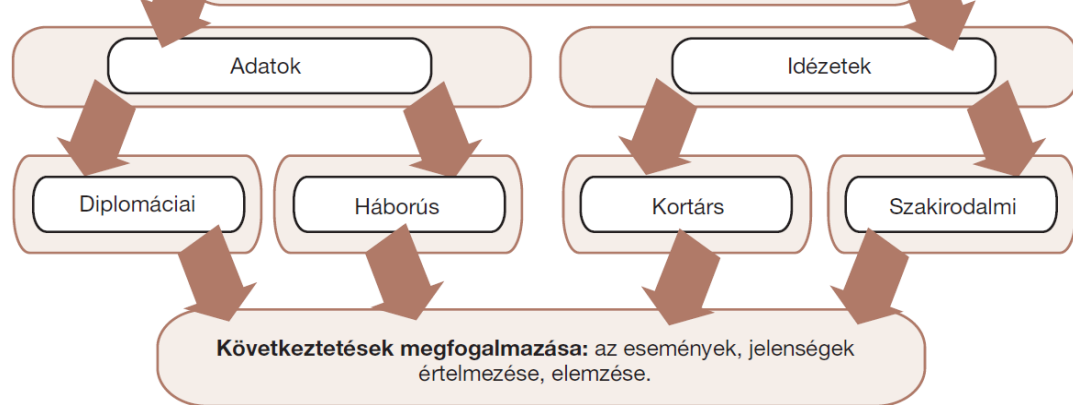 Adatok
Idézetek
Diplomáciai
Háborús
Kortárs
Szakirodalmi
Következtetések megfogalmazása: az események, jelenségek
értelmezése, elemzése.